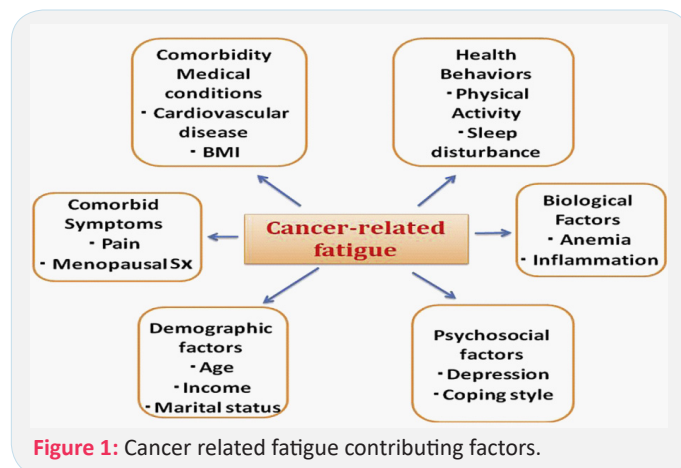 Comorbidity
Medical
conditions
- Cardiovascular
disease
- BMI
Health
Behaviors
- Physical
Activity
- Sleep
disturbance
Comorbid
Symptoms
- Pain
- Menopausal Sx
Cancer-related
fatigue
Biological
Factors
- Anemia
- Inflammation
Demographic
factors
- Age
- Income
- Marital status
Psychosocial
factors
- Depression
- Coping style
Figure 1: Cancer related fatigue contributing factors.